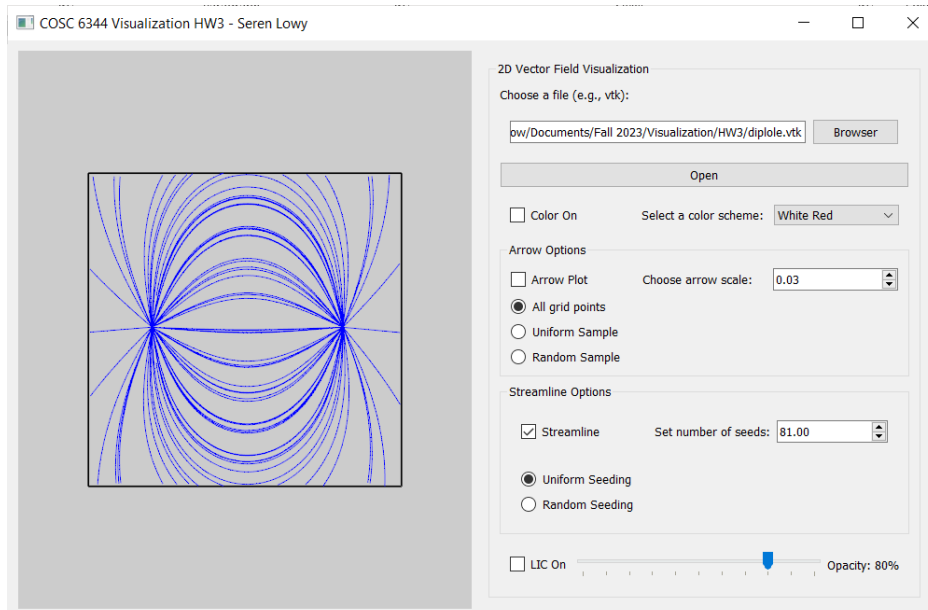 COSC 6344 Visualization HW3 - Seren Lowy
2D Vector Field Visualization
Choose a file (e.g., vtk):
ow/Documents/Fall 2023/Visualization/HW3/diplole.vtk Browser
Open
Color On Select a color scheme: White Red
Arrow Options
Arrow Plot Choose arrow scale: 0.03
All grid points
Uniform Sample
Random Sample
Streamline Options
Streamline Set number of seeds: 81.00
Uniform Seeding
Random Seeding
LIC On Opacity: 80%